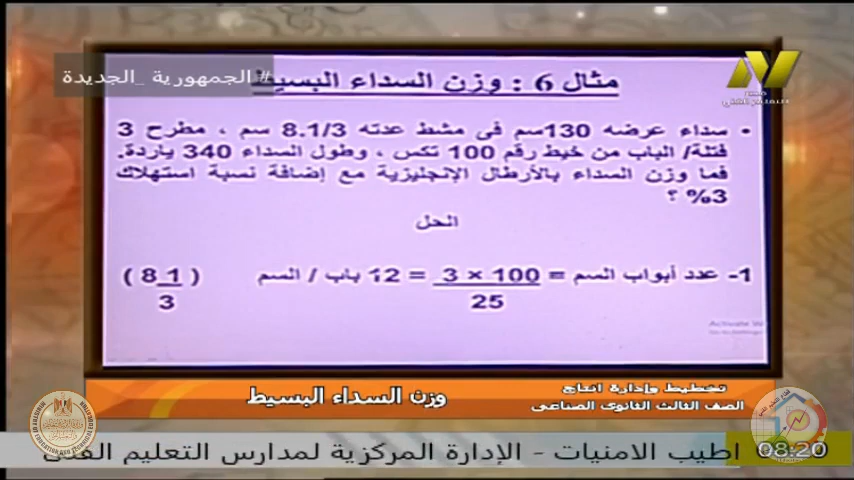 #الجمهورية _الجديدة
مثال 6 : وزن السداء البسيط
• سداء عرضه 130سم فى مشط عدته 8.1/3 سم ، مطرح 3
فتلة/ الباب من خيط رقم 100 تكس ، وطول السداء 340 ياردة.
فما وزن السداء بالأرطال الإنجليزية مع إضافة نسبة استهلاك
3% ؟
الحل
1- عدد أبواب السم = 3 × 100 = 12 باب / السم ( 8 1 )
25 3
تخطيط وإدارة انتاج
الصف الثالث الثانوى الصناعى
وزن السداء البسيط
اطيب الامنيات - الإدارة المركزية لمدارس التعليم الفنى
08:20